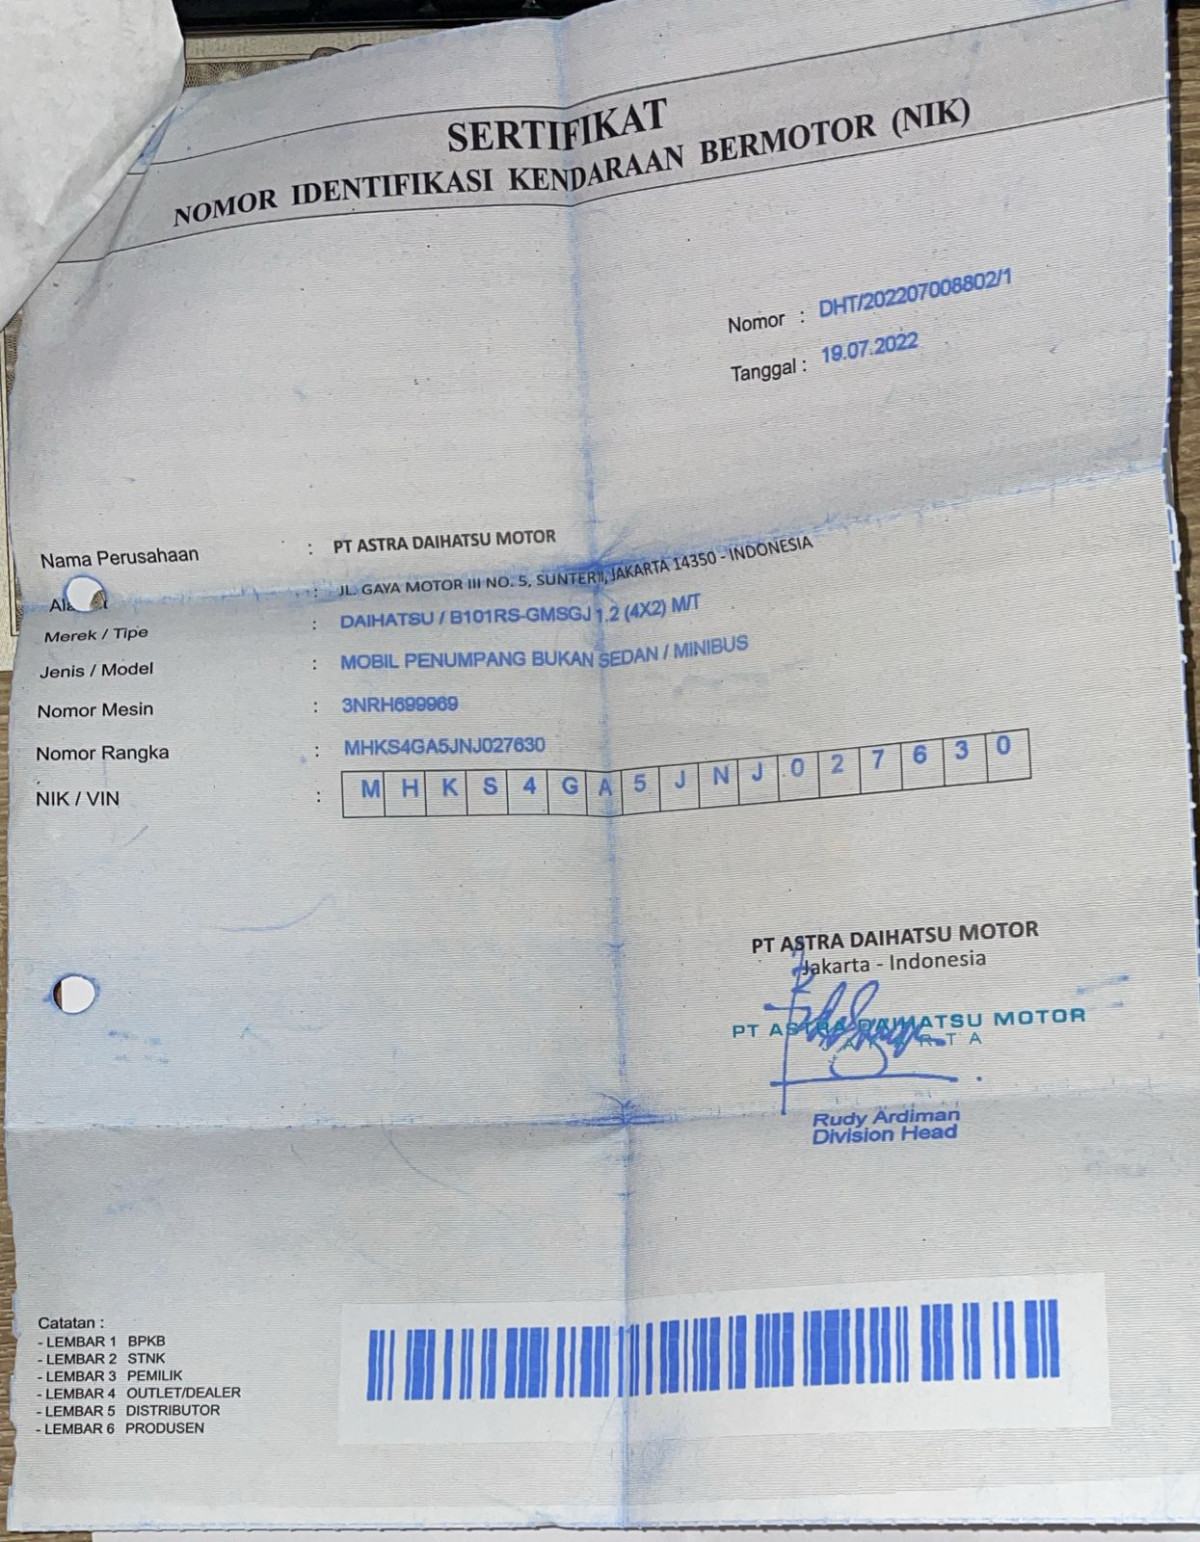 SERTIFIKAT
NOMOR IDENTIFIKASI KENDARAAN BERMOTOR (NIK)
Nomor : DHT/202207008802/1
Tanggal : 19.07.2022
Nama Perusahaan : PT ASTRA DAIHATSU MOTOR
: JL. GAYA MOTOR III NO. 5, SUNTER II, JAKARTA 14350 - INDONESIA
Merek / Tipe : DAIHATSU / B101RS-GMSGJ 1.2 (4X2) M/T
Jenis / Model : MOBIL PENUMPANG BUKAN SEDAN / MINIBUS
Nomor Mesin : 3NRH699969
Nomor Rangka : MHKS4GA5JNJ027630
NIK / VIN : M H K S 4 G A 5 J N J 0 2 7 6 3 0
PT ASTRA DAIHATSU MOTOR
Jakarta - Indonesia
PT ASTRA DAIHATSU MOTOR
JAKARTA
Rudy Ardiman
Division Head
Catatan :
- LEMBAR 1 BPKB
- LEMBAR 2 STNK
- LEMBAR 3 PEMILIK
- LEMBAR 4 OUTLET/DEALER
- LEMBAR 5 DISTRIBUTOR
- LEMBAR 6 PRODUSEN